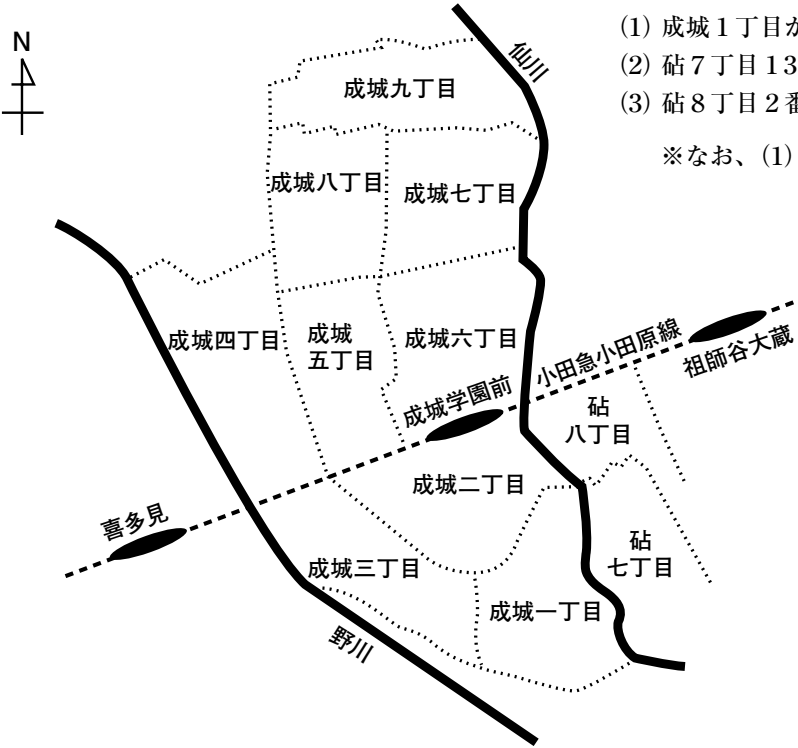 N
(1) 成城１丁目か
(2) 砧７丁目１３
(3) 砧８丁目２番
※なお、(1)
仙川
成城九丁目
成城八丁目
成城七丁目
成城四丁目
成城
五丁目
成城六丁目
小田急小田原線
祖師谷大蔵
成城学園前
砧
八丁目
成城二丁目
喜多見
砧
七丁目
成城三丁目
成城一丁目
野川